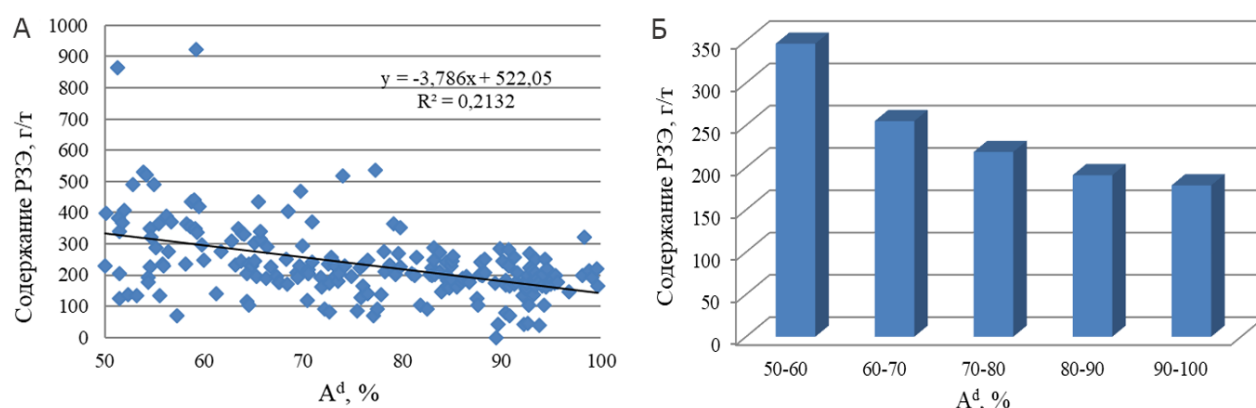 А
Содержание РЗЭ, г/т
1000
900
800
700
600
500
400
300
200
100
0
y = -3,786x + 522,05
R² = 0,2132
50 60 70 80 90 100
Aᵈ, %
Б
Содержание РЗЭ, г/т
350
300
250
200
150
100
50
0
50-60 60-70 70-80 80-90 90-100
Aᵈ, %